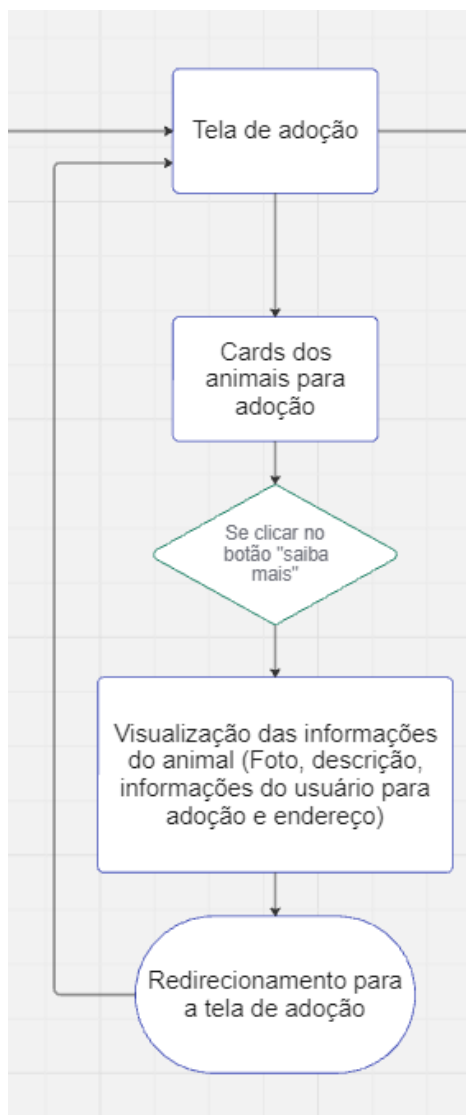 Tela de adoção
Cards dos
animais para
adoção
Se clicar no
botão "saiba
mais"
Visualização das informações
do animal (Foto, descrição,
informações do usuário para
adoção e endereço)
Redirecionamento para
a tela de adoção